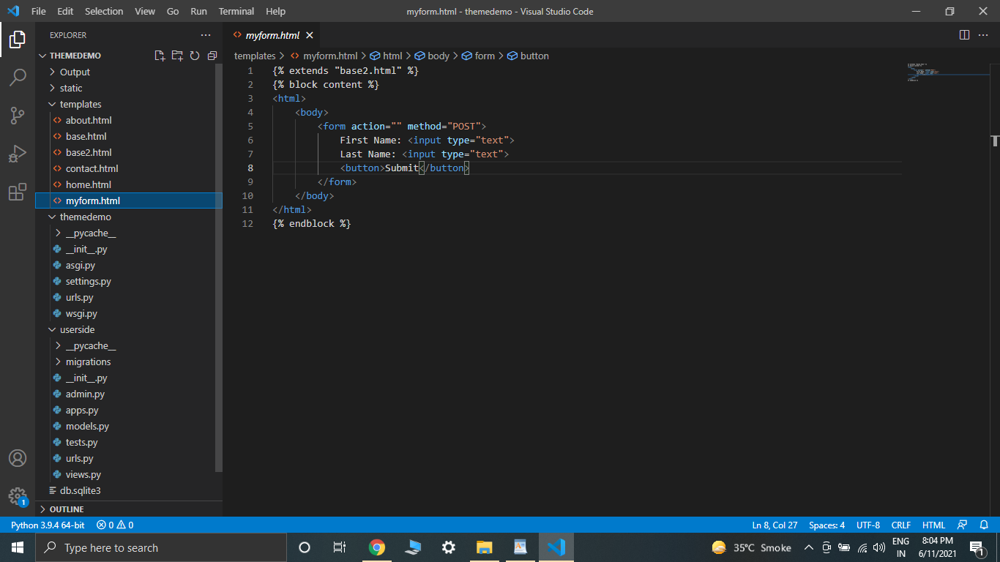 File Edit Selection View Go Run Terminal Help myform.html - themedemo - Visual Studio Code
EXPLORER
THEMEDEMO
Output
static
templates
about.html
base.html
base2.html
contact.html
home.html
myform.html
themedemo
__pycache__
__init__.py
asgi.py
settings.py
urls.py
wsgi.py
userside
__pycache__
migrations
__init__.py
admin.py
apps.py
models.py
tests.py
urls.py
views.py
db.sqlite3
OUTLINE
myform.html
templates > myform.html > html > body > form > button
1 {% extends "base2.html" %}
2 {% block content %}
3 <html>
4 <body>
5 <form action="" method="POST">
6 First Name: <input type="text">
7 Last Name: <input type="text">
8 <button>Submit</button>
9 </form>
10 </body>
11 </html>
12 {% endblock %}
1
Python 3.9.4 64-bit 0 0 Ln 8, Col 27 Spaces: 4 UTF-8 CRLF HTML
Type here to search
35°C Smoke
ENG
IN
8:04 PM
6/11/2021
1